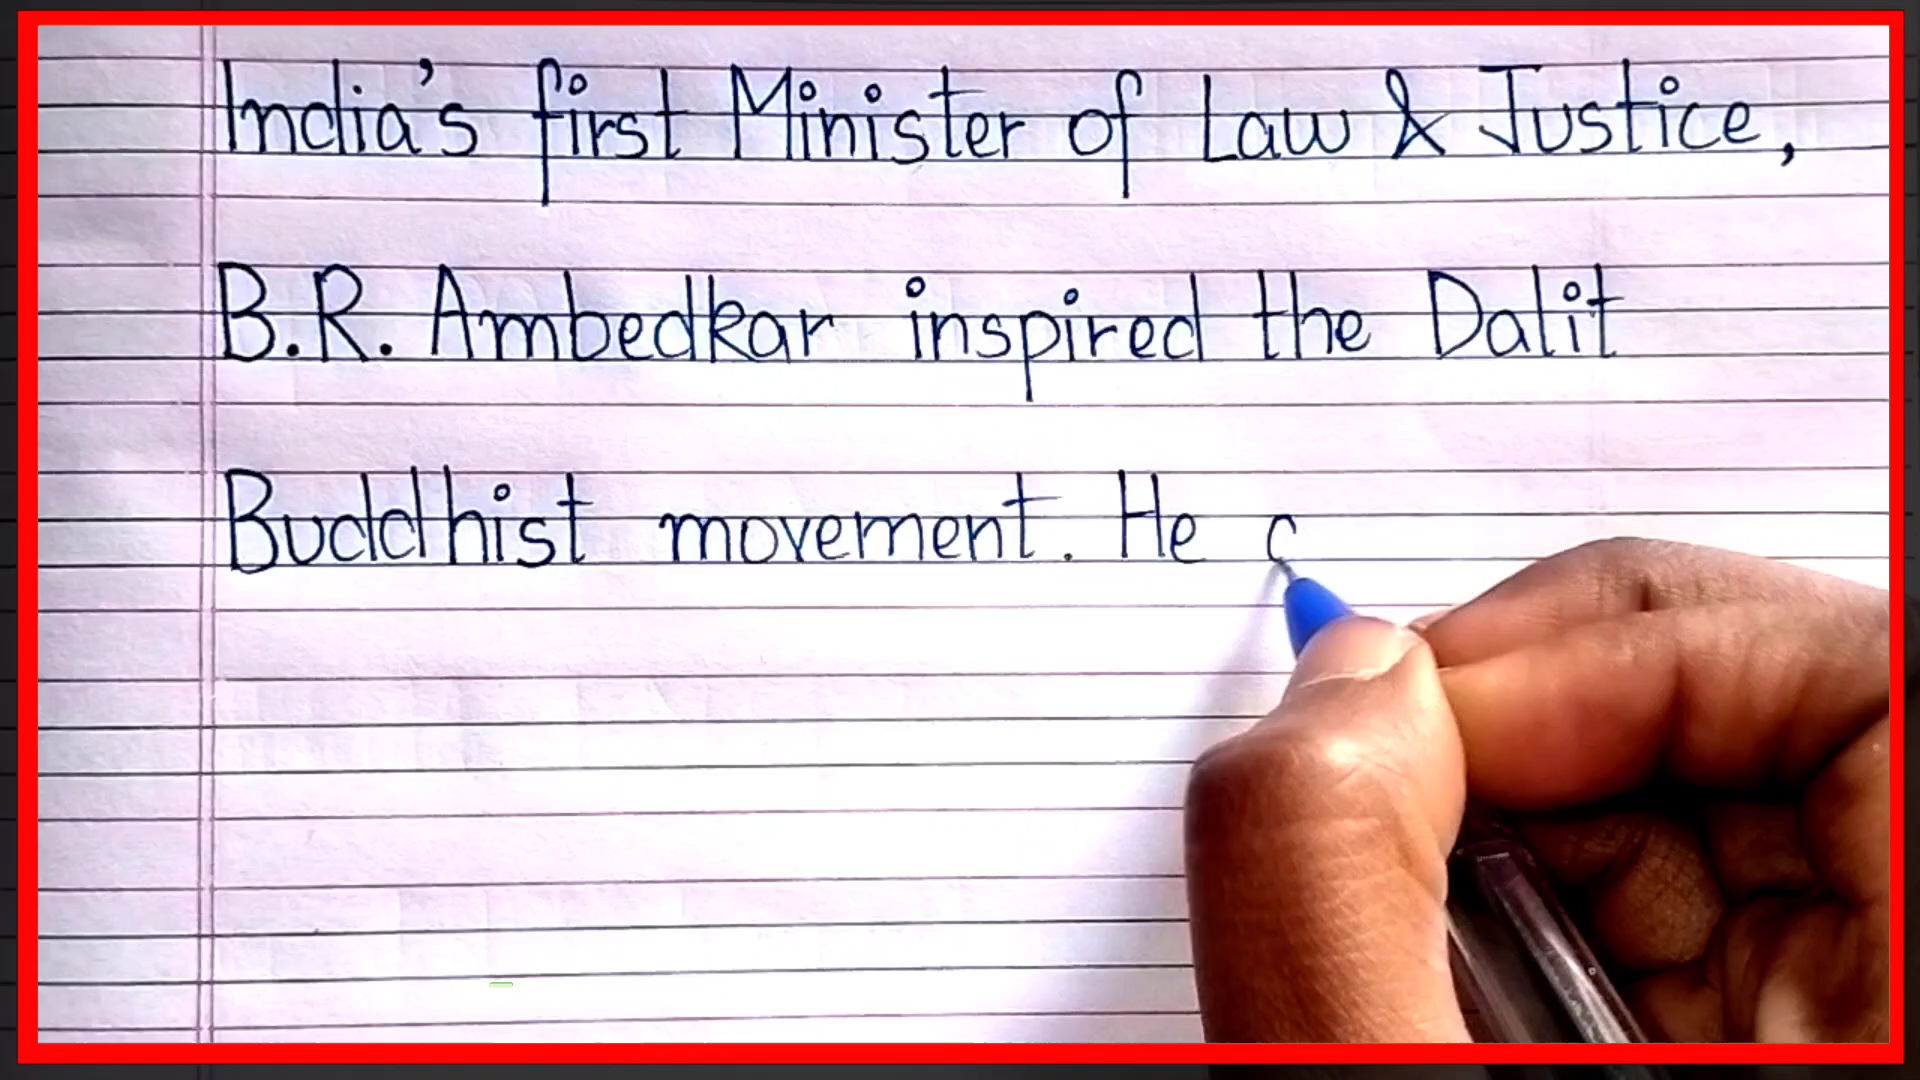 India's first Minister of Law & Justice,
B.R. Ambedkar inspired the Dalit
Buddhist movement. He